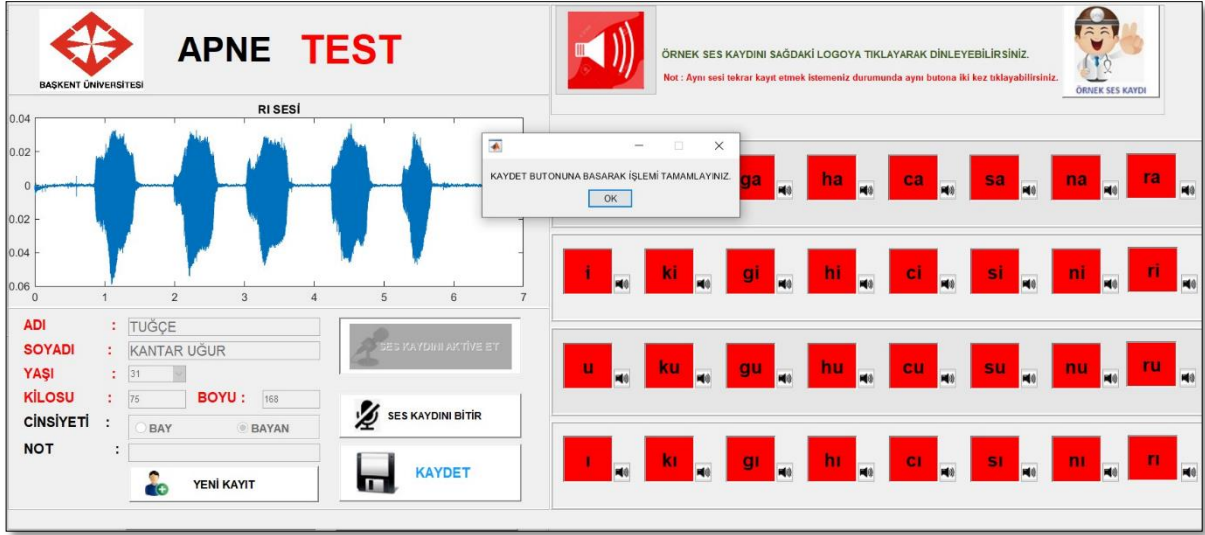 BAŞKENT ÜNİVERSİTESİ
APNE TEST
ÖRNEK SES KAYDINI SAĞDAKİ LOGOYA TIKLAYARAK DİNLEYEBİLİRSİNİZ.
Not : Aynı sesi tekrar kayıt etmek istemeniz durumunda aynı butona iki kez tıklayabilirsiniz.
ÖRNEK SES KAYDI
RI SESİ
0.04
0.02
0
0.02
0.04
0.06
0 1 2 3 4 5 6 7
KAYDET BUTONUNA BASARAK İŞLEMİ TAMAMLAYINIZ.
OK
ga ha ca sa na ra
i ki gi hi ci si ni ri
u ku gu hu cu su nu ru
ı kı gı hı cı sı nı rı
ADI : TUĞÇE
SOYADI : KANTAR UĞUR
YAŞI : 31
KİLOSU : 75 BOYU : 168
CİNSİYETİ : BAY BAYAN
NOT :
YENİ KAYIT
SES KAYDINI AKTİVE ET
SES KAYDINI BİTİR
KAYDET